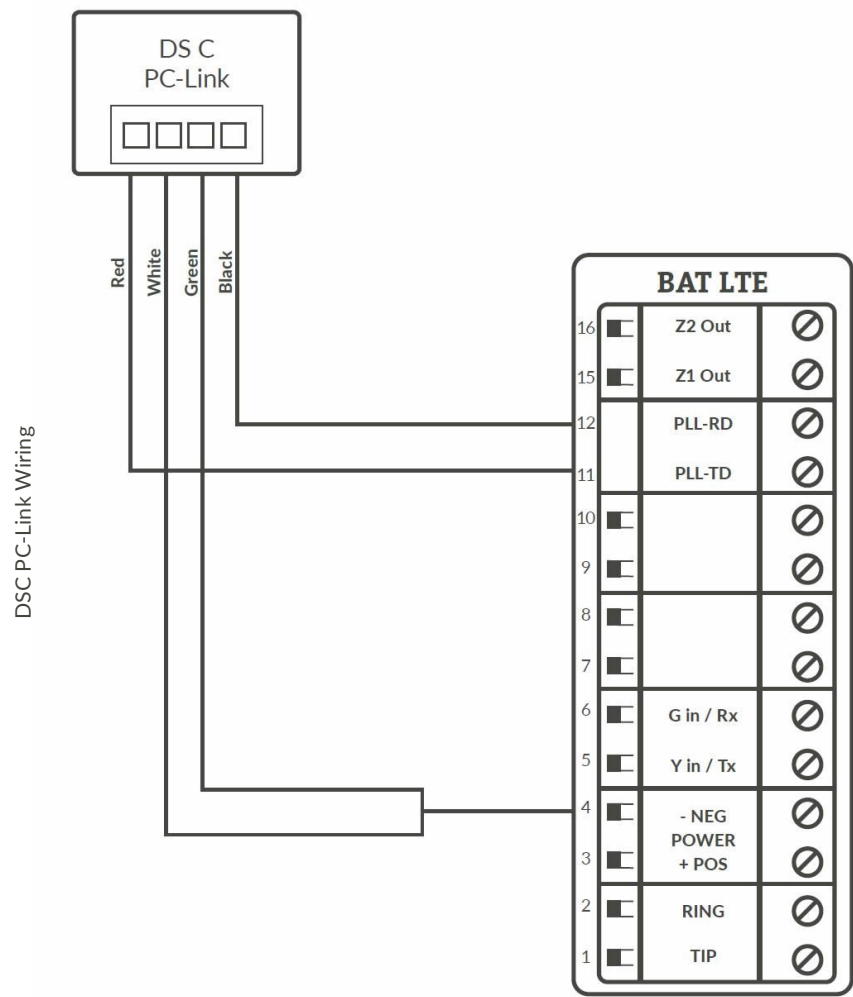 DS C
PC-Link
Red
White
Green
Black
DSC PC-Link Wiring
BAT LTE
16 Z2 Out
15 Z1 Out
12 PLL-RD
11 PLL-TD
10
9
8
7
6 G in / Rx
5 Y in / Tx
4 - NEG
POWER
3 + POS
2 RING
1 TIP